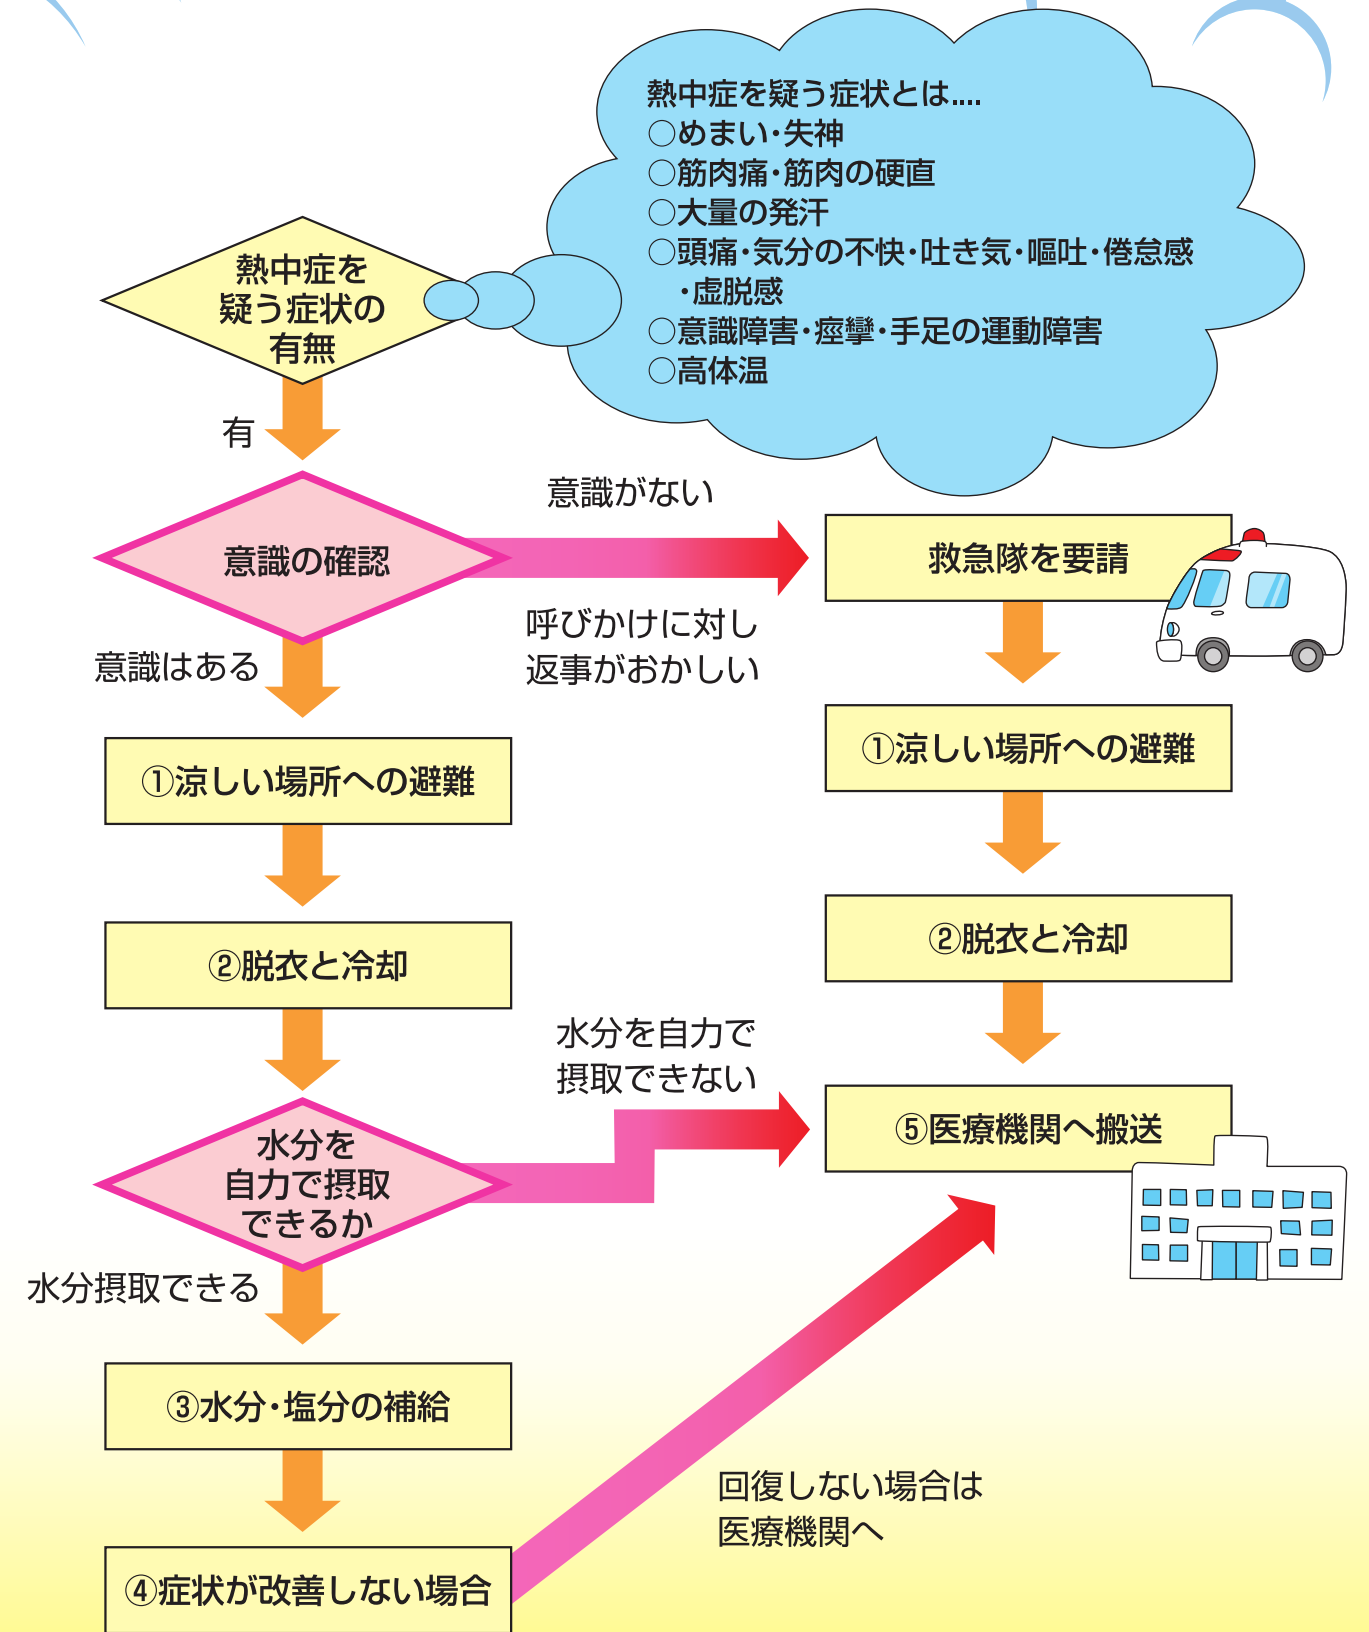 熱中症を疑う症状とは....
○めまい・失神
○筋肉痛・筋肉の硬直
○大量の発汗
○頭痛・気分の不快・吐き気・嘔吐・倦怠感
・虚脱感
○意識障害・痙攣・手足の運動障害
○高体温
熱中症を
疑う症状の
有無
有
意識の確認
意識がない
呼びかけに対し
返事がおかしい
救急隊を要請
意識はある
①涼しい場所への避難
①涼しい場所への避難
②脱衣と冷却
②脱衣と冷却
水分を
自力で摂取
できるか
水分を自力で
摂取できない
⑤医療機関へ搬送
水分摂取できる
③水分・塩分の補給
回復しない場合は
医療機関へ
④症状が改善しない場合